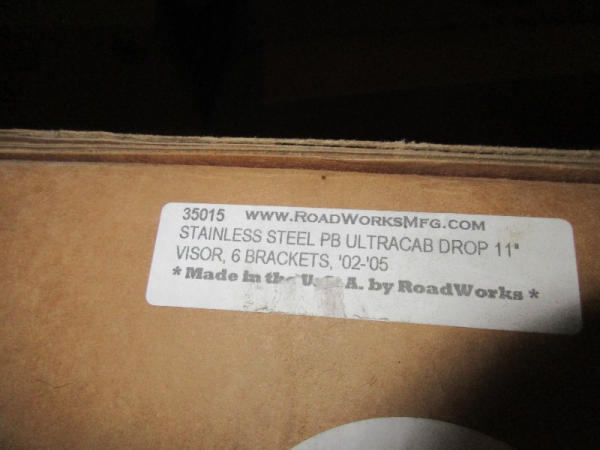 35015 WWW.ROADWORKSMFG.COM
STAINLESS STEEL PB ULTRACAB DROP 11"
VISOR, 6 BRACKETS, '02-'05
* Made in the U.S.A. by RoadWorks *